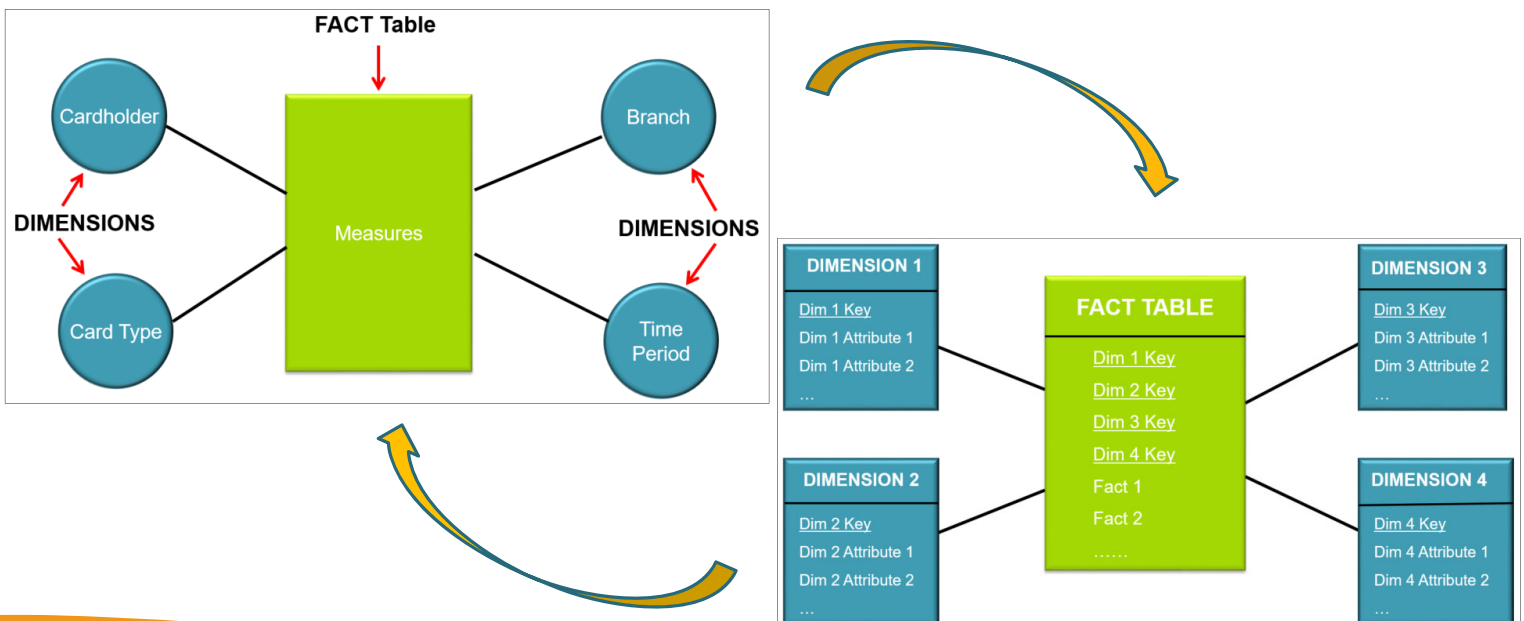 FACT Table
Cardholder
Branch
DIMENSIONS
DIMENSIONS
Measures
Card Type
Time
Period
DIMENSION 1
Dim 1 Key
Dim 1 Attribute 1
Dim 1 Attribute 2
...
DIMENSION 2
Dim 2 Key
Dim 2 Attribute 1
Dim 2 Attribute 2
...
FACT TABLE
Dim 1 Key
Dim 2 Key
Dim 3 Key
Dim 4 Key
Fact 1
Fact 2
......
DIMENSION 3
Dim 3 Key
Dim 3 Attribute 1
Dim 3 Attribute 2
...
DIMENSION 4
Dim 4 Key
Dim 4 Attribute 1
Dim 4 Attribute 2
...